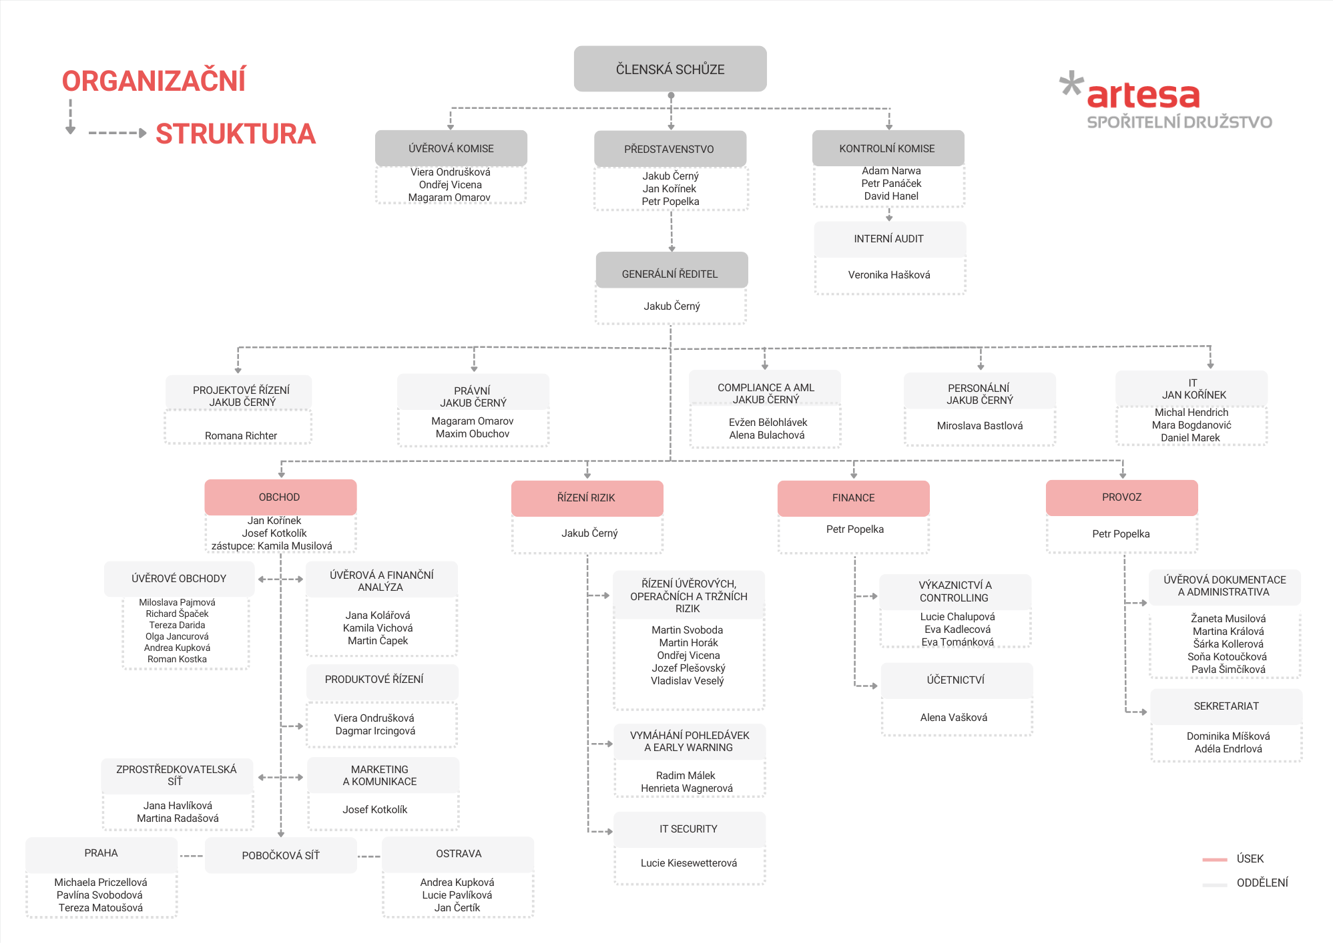 ORGANIZAČNÍ
STRUKTURA
*artesa
SPOŘITELNÍ DRUŽSTVO
ČLENSKÁ SCHŮZE
ÚVĚROVÁ KOMISE
Viera Ondrušková
Ondřej Vicena
Magaram Omarov
PŘEDSTAVENSTVO
Jakub Černý
Jan Kořínek
Petr Popelka
KONTROLNÍ KOMISE
Adam Narwa
Petr Panáček
David Hanel
INTERNÍ AUDIT
Veronika Hašková
GENERÁLNÍ ŘEDITEL
Jakub Černý
PROJEKTOVÉ ŘÍZENÍ
JAKUB ČERNÝ
Romana Richter
PRÁVNÍ
JAKUB ČERNÝ
Magaram Omarov
Maxim Obuchov
COMPLIANCE A AML
JAKUB ČERNÝ
Evžen Bělohlávek
Alena Bulachová
PERSONÁLNÍ
JAKUB ČERNÝ
Miroslava Bastlová
IT
JAN KOŘÍNEK
Michal Hendrich
Mara Bogdanović
Daniel Marek
OBCHOD
Jan Kořínek
Josef Kotkolík
zástupce: Kamila Musilová
ŘÍZENÍ RIZIK
Jakub Černý
FINANCE
Petr Popelka
PROVOZ
Petr Popelka
ÚVĚROVÉ OBCHODY
Miloslava Pajmová
Richard Špaček
Tereza Darida
Olga Jancurová
Andrea Kupková
Roman Kostka
ÚVĚROVÁ A FINANČNÍ
ANALÝZA
Jana Kolářová
Kamila Vichová
Martin Čapek
PRODUKTOVÉ ŘÍZENÍ
Viera Ondrušková
Dagmar Ircingová
ZPROSTŘEDKOVATELSKÁ
SÍŤ
Jana Havlíková
Martina Radašová
MARKETING
A KOMUNIKACE
Josef Kotkolík
PRAHA
Michaela Priczellová
Pavlína Svobodová
Tereza Matoušová
POBOČKOVÁ SÍŤ
OSTRAVA
Andrea Kupková
Lucie Pavlíková
Jan Čertík
ŘÍZENÍ ÚVĚROVÝCH,
OPERAČNÍCH A TRŽNÍCH
RIZIK
Martin Svoboda
Martin Horák
Ondřej Vicena
Jozef Plešovský
Vladislav Veselý
VYMÁHÁNÍ POHLEDÁVEK
A EARLY WARNING
Radim Málek
Henrieta Wagnerová
IT SECURITY
Lucie Kiesewetterová
VÝKAZNICTVÍ A
CONTROLLING
Lucie Chalupová
Eva Kadlecová
Eva Tománková
ÚČETNICTVÍ
Alena Vašková
ÚVĚROVÁ DOKUMENTACE
A ADMINISTRATIVA
Žaneta Musilová
Martina Králová
Šárka Kollerová
Soňa Kotoučková
Pavla Šimčíková
SEKRETARIAT
Dominika Míšková
Adéla Endrlová
ÚSEK
ODDĚLENÍ